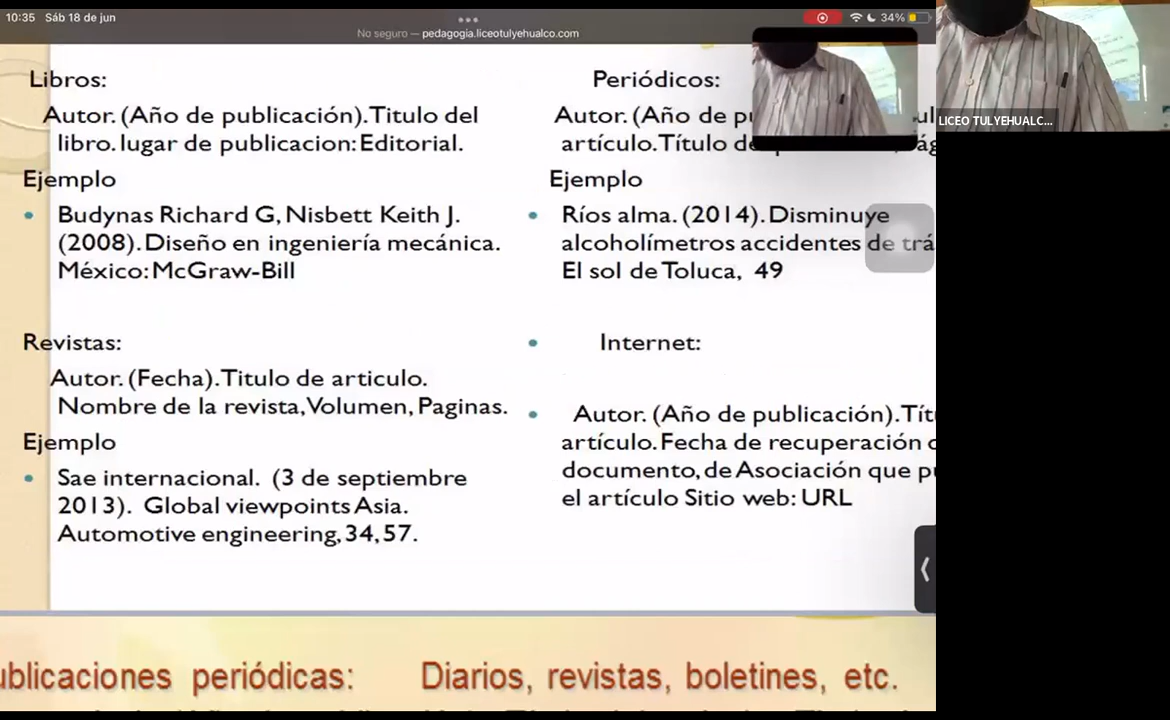 10:35 Sáb 18 de jun
34%
No seguro — pedagogia.liceotulyehualco.com
LICEO TULYEHUALC...
Libros:
Autor. (Año de publicación). Titulo del
libro. lugar de publicacion: Editorial.
Ejemplo
Budynas Richard G, Nisbett Keith J.
(2008). Diseño en ingeniería mecánica.
México: McGraw-Bill
Revistas:
Autor. (Fecha). Titulo de articulo.
Nombre de la revista, Volumen, Paginas.
Ejemplo
Sae internacional. (3 de septiembre
2013). Global viewpoints Asia.
Automotive engineering, 34, 57.
Periódicos:
Autor. (Año de
artículo. Título
Ejemplo
Ríos alma. (2014). Disminuye
alcoholímetros accidentes de trá
El sol de Toluca, 49
Internet:
Autor. (Año de publicación). Tít
artículo. Fecha de recuperación
documento, de Asociación que
el artículo Sitio web: URL
ublicaciones periódicas: Diarios, revistas, boletines, etc.